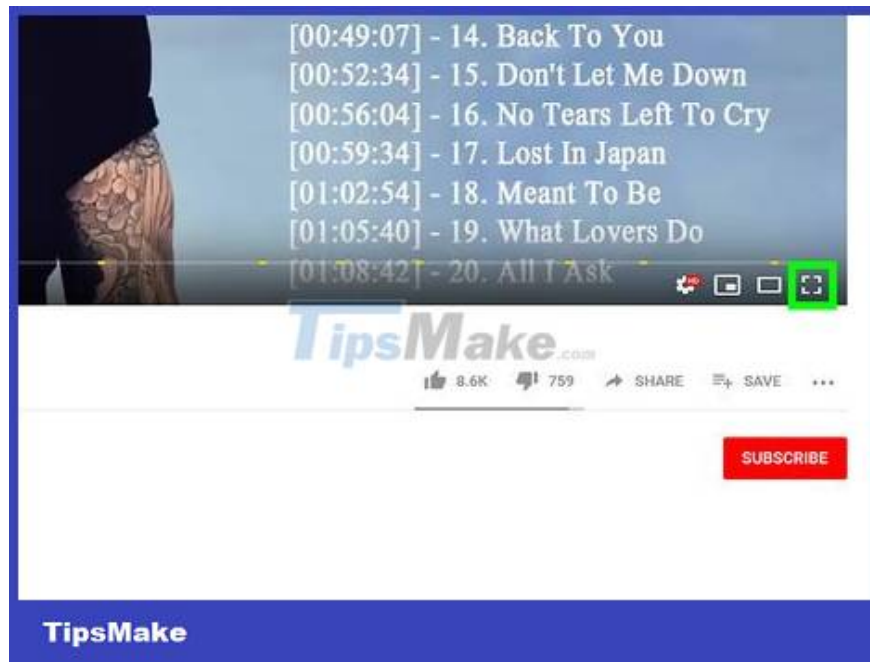 [00:49:07] - 14. Back To You
[00:52:34] - 15. Don't Let Me Down
[00:56:04] - 16. No Tears Left To Cry
[00:59:34] - 17. Lost In Japan
[01:02:54] - 18. Meant To Be
[01:05:40] - 19. What Lovers Do
[01:08:42] - 20. All I Ask
HD
TipsMake.com
8.6K 759 SHARE SAVE
SUBSCRIBE
TipsMake